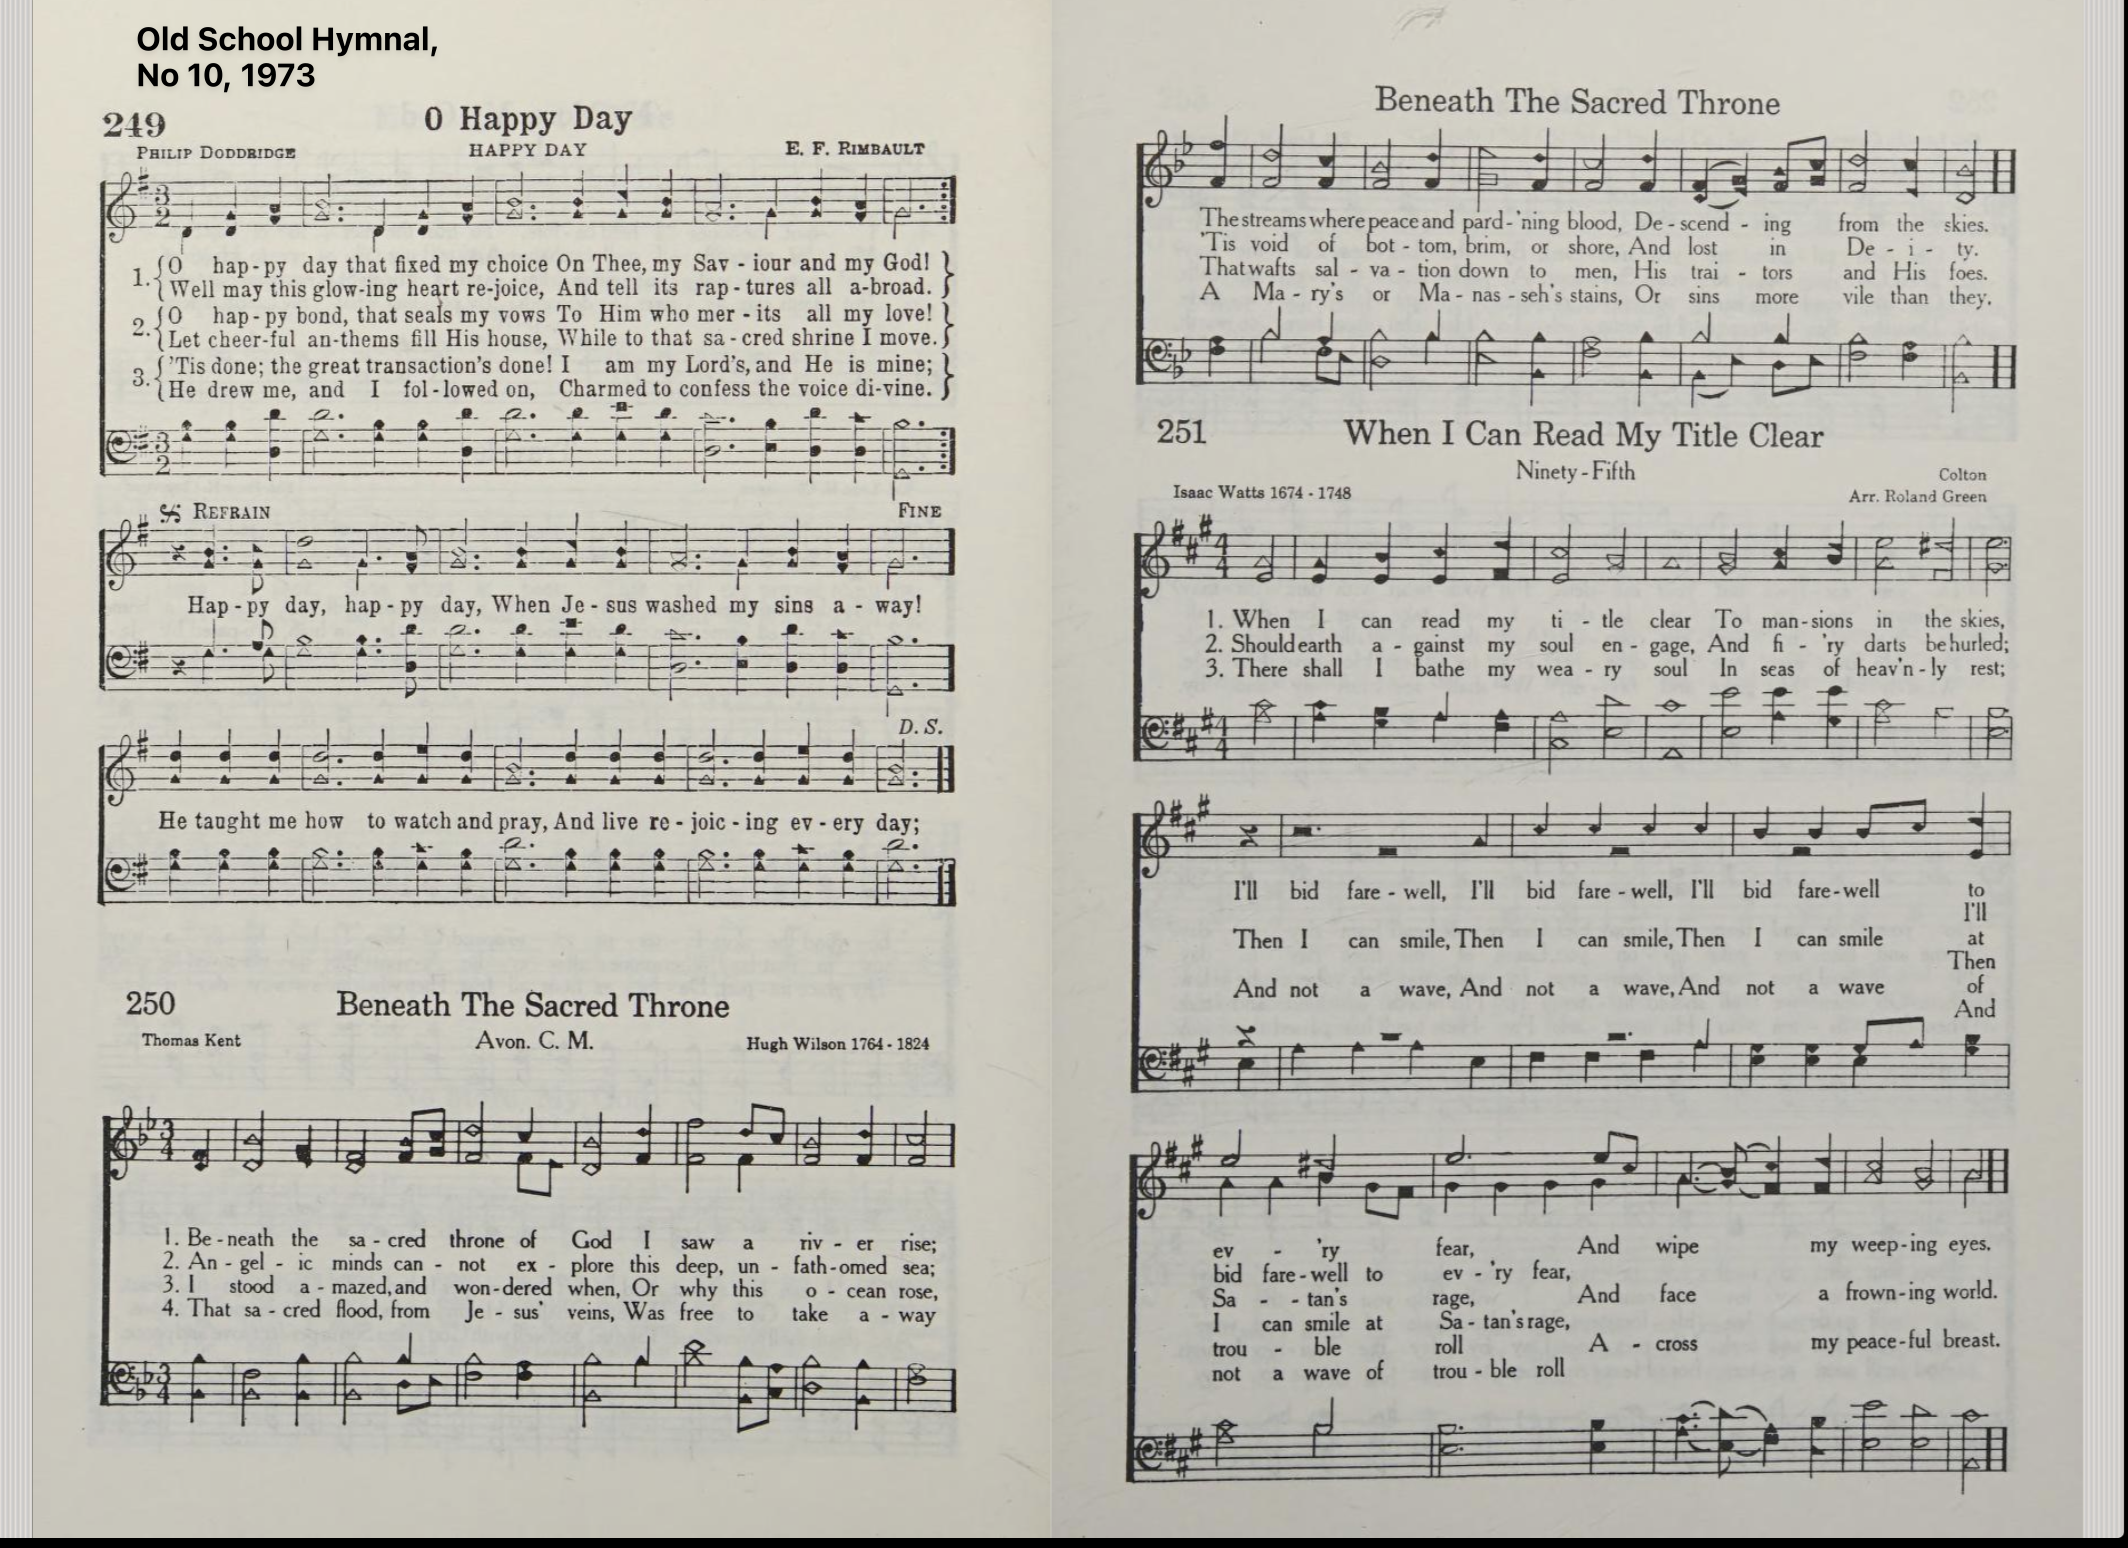 Old School Hymnal,
No 10, 1973
249
O Happy Day
PHILIP DODDRIDGE
HAPPY DAY
E. F. RIMBAULT
3
2
1. { O hap-py day that fixed my choice On Thee, my Sav-iour and my God! }
{ Well may this glow-ing heart re-joice, And tell its rap-tures all a-broad. }
2. { O hap-py bond, that seals my vows To Him who mer-its all my love! }
{ Let cheer-ful an-thems fill His house, While to that sa-cred shrine I move. }
3. { 'Tis done; the great transaction's done! I am my Lord's, and He is mine; }
{ He drew me, and I fol-lowed on, Charmed to confess the voice di-vine. }
3
2
REFRAIN
FINE
Hap-py day, hap-py day, When Je-sus washed my sins a-way!
D. S.
He taught me how to watch and pray, And live re-joic-ing ev-ery day;
250
Beneath The Sacred Throne
Thomas Kent
Avon. C. M.
Hugh Wilson 1764 - 1824
3
4
1. Be-neath the sa-cred throne of God I saw a riv-er rise;
2. An-gel-ic minds can-not ex-plore this deep, un-fath-omed sea;
3. I stood a-mazed, and won-dered when, Or why this o-cean rose,
4. That sa-cred flood, from Je-sus' veins, Was free to take a-way
3
4
Beneath The Sacred Throne
The streams where peace and pard-'ning blood, De-scend-ing from the skies.
'Tis void of bot-tom, brim, or shore, And lost in De-i-ty.
That wafts sal-va-tion down to men, His trai-tors and His foes.
A Ma-ry's or Ma-nas-seh's stains, Or sins more vile than they.
251
When I Can Read My Title Clear
Ninety-Fifth
Isaac Watts 1674 - 1748
Colton
Arr. Roland Green
4
4
1. When I can read my ti-tle clear To man-sions in the skies,
2. Should earth a-gainst my soul en-gage, And fi-'ry darts be hurled;
3. There shall I bathe my wea-ry soul In seas of heav'n-ly rest;
4
4
I'll bid fare-well, I'll bid fare-well, I'll bid fare-well to
I'll
Then I can smile, Then I can smile, Then I can smile at
Then
And not a wave, And not a wave, And not a wave of
And
ev-'ry fear, And wipe my weep-ing eyes.
bid fare-well to ev-'ry fear,
Sa--tan's rage, And face a frown-ing world.
I can smile at Sa-tan's rage,
trou-ble roll A-cross my peace-ful breast.
not a wave of trou-ble roll